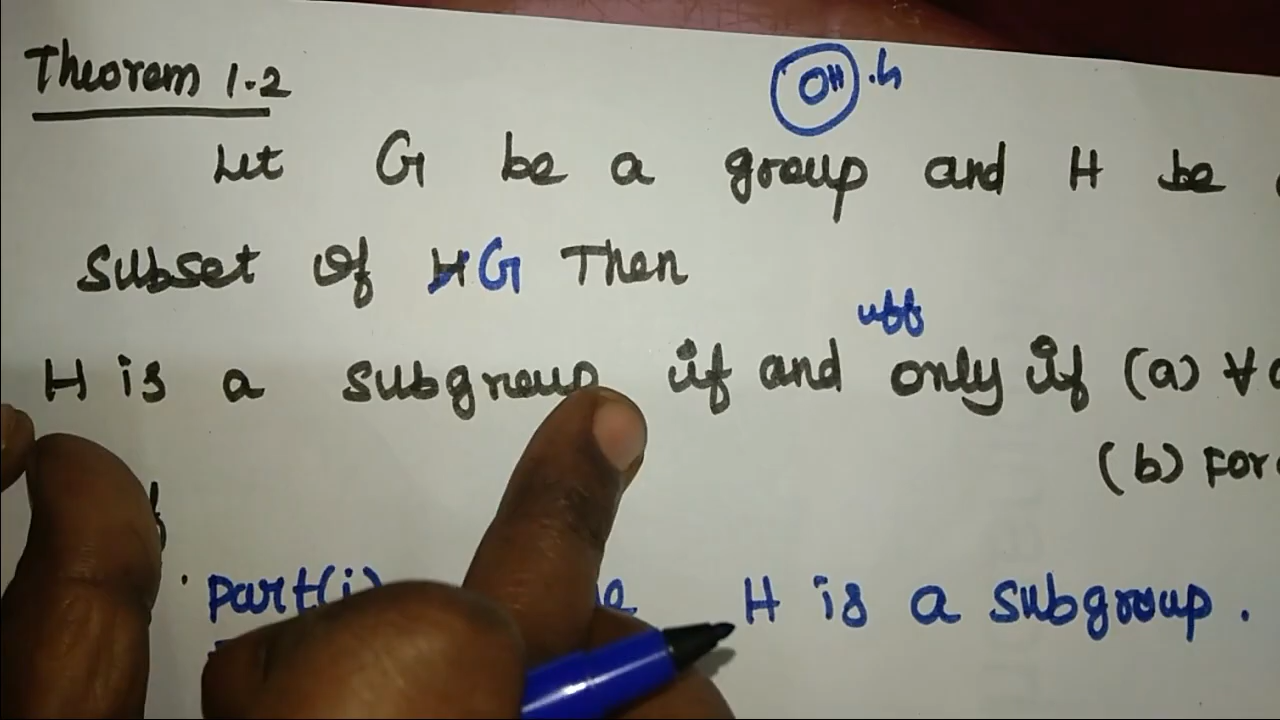 Theorem 1.2
OH .h
Let G be a group and H be
Subset of H G Then
iff
H is a subgroup if and only if (a) ∀
(b) For
Part(i) H is a subgroup.